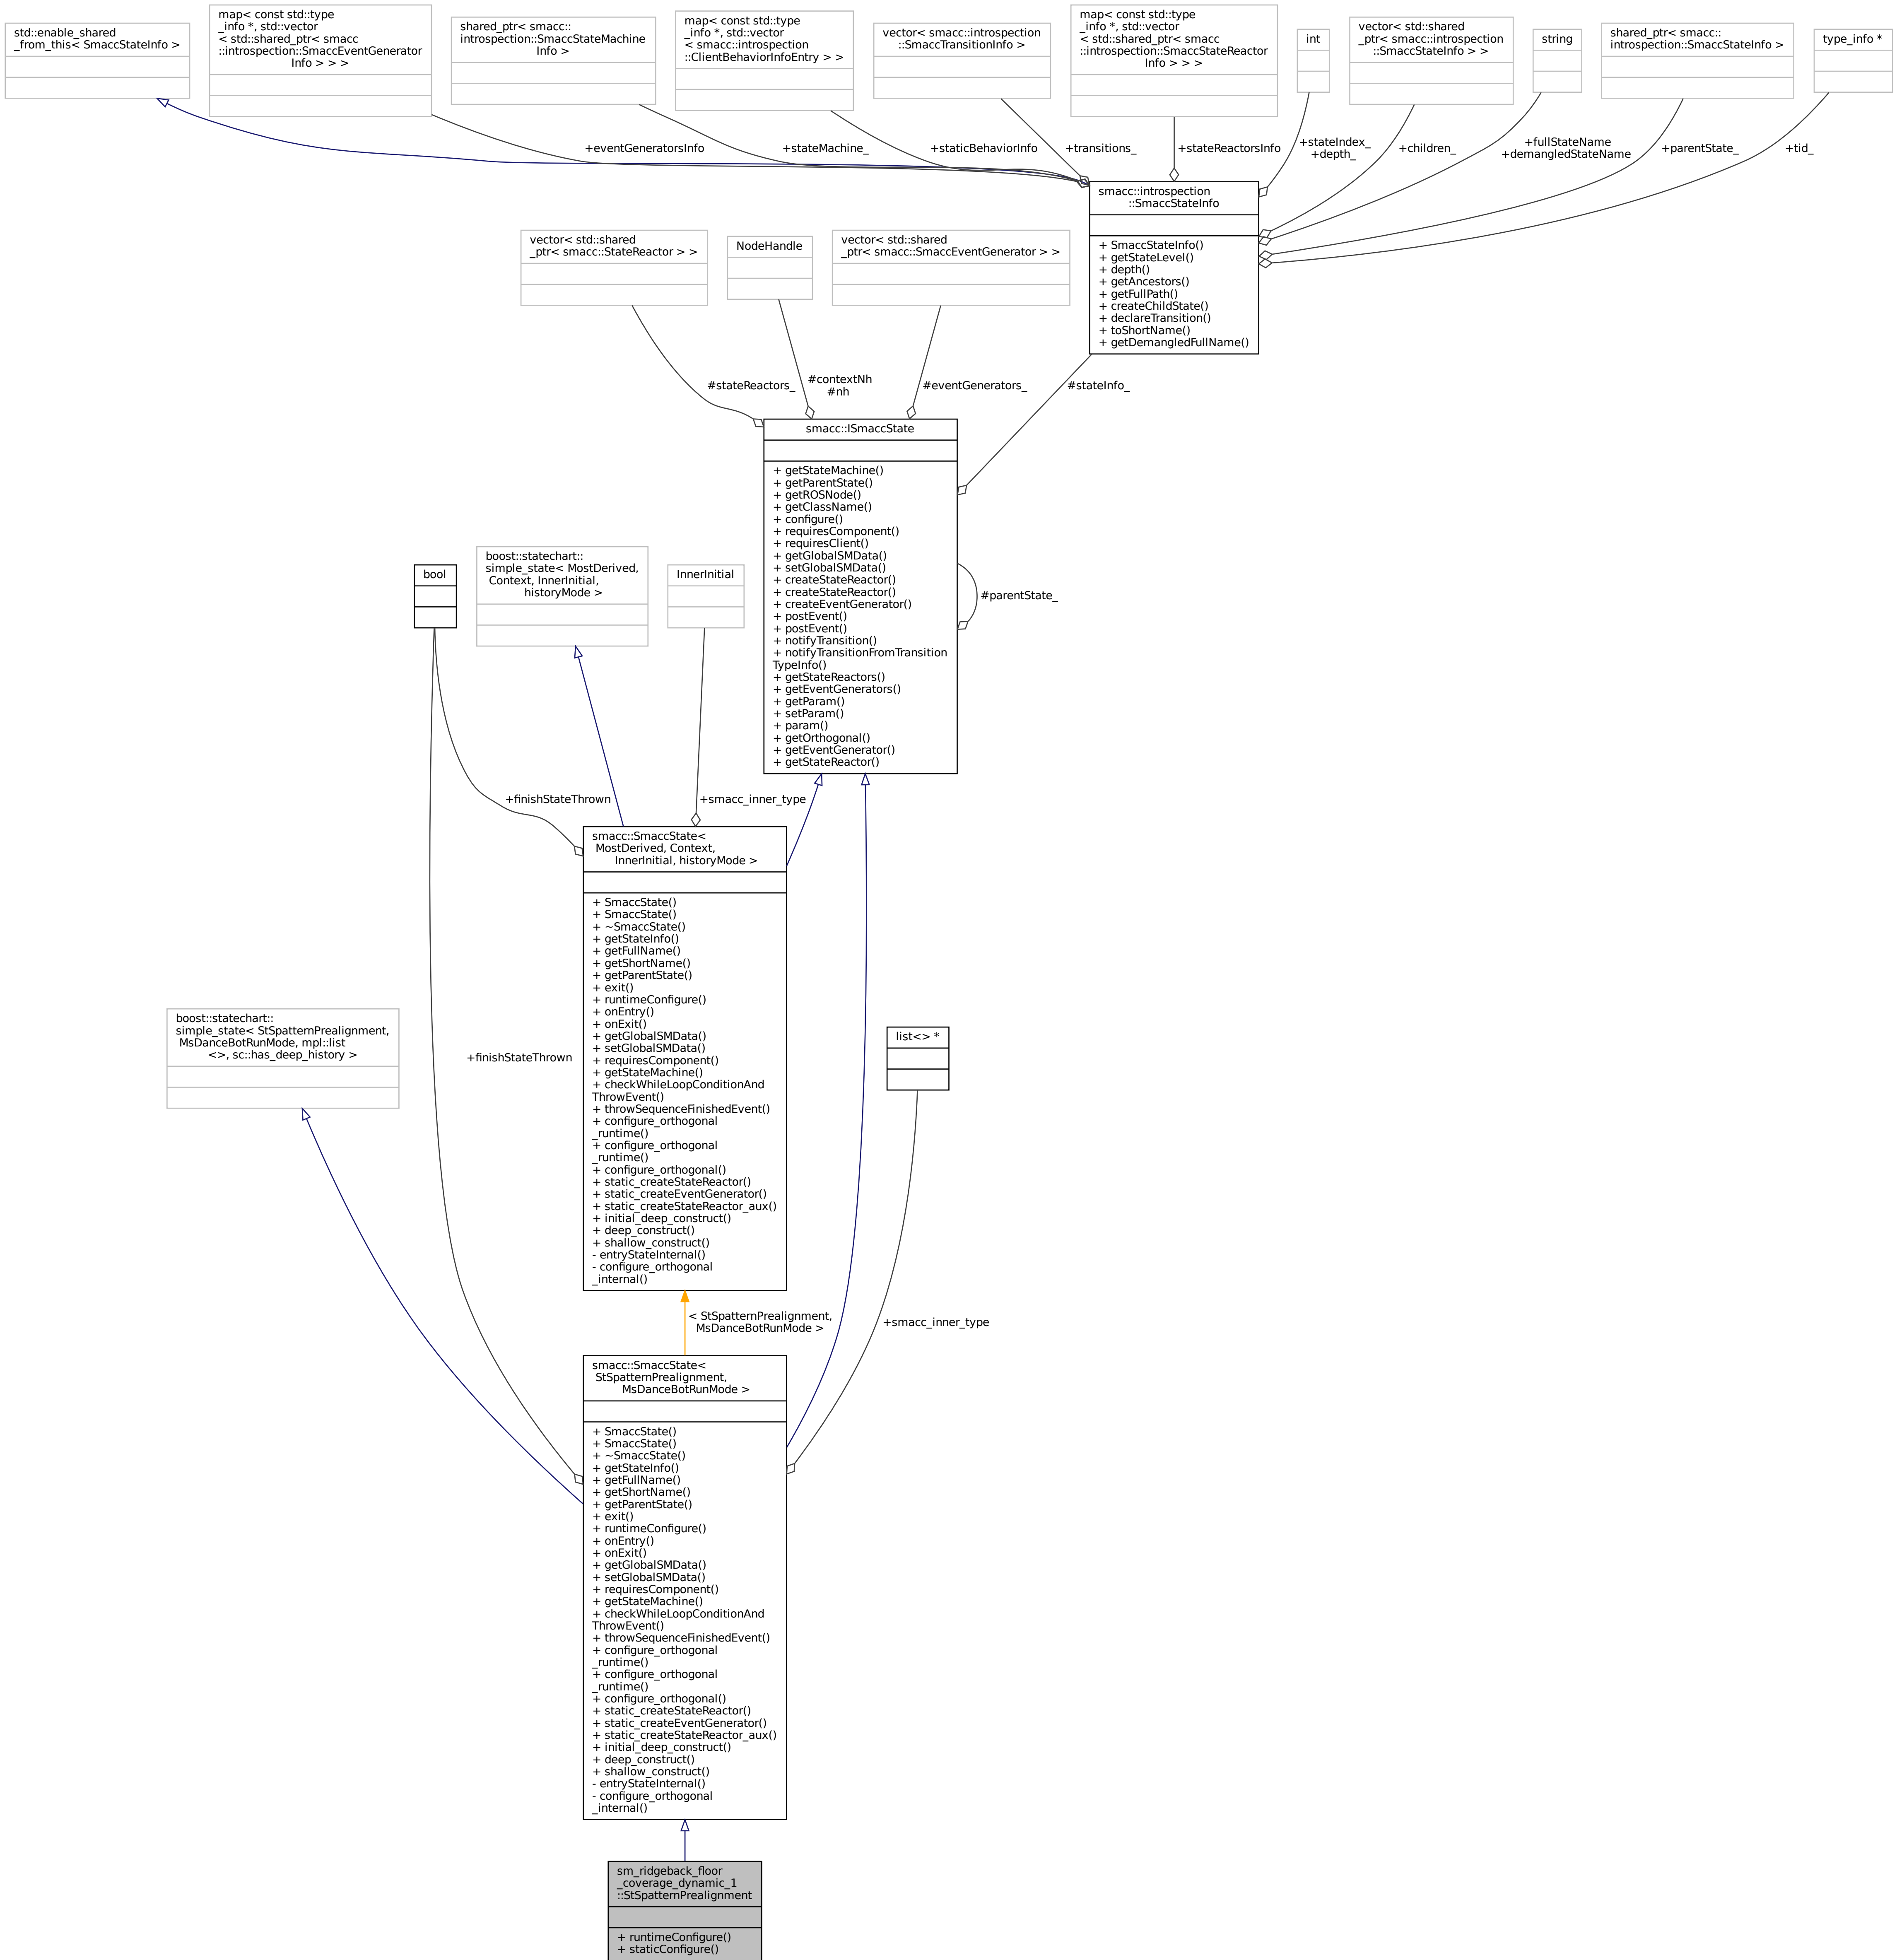 std::enable_shared
_from_this< SmaccStateInfo >
map< const std::type
_info *, std::vector
< std::shared_ptr< smacc
::introspection::SmaccEventGenerator
Info > > >
shared_ptr< smacc::
introspection::SmaccStateMachine
Info >
map< const std::type
_info *, std::vector
< smacc::introspection
::ClientBehaviorInfoEntry > >
vector< smacc::introspection
::SmaccTransitionInfo >
map< const std::type
_info *, std::vector
< std::shared_ptr< smacc
::introspection::SmaccStateReactor
Info > > >
int
vector< std::shared
_ptr< smacc::introspection
::SmaccStateInfo > >
string
shared_ptr< smacc::
introspection::SmaccStateInfo >
type_info *
+eventGeneratorsInfo
+stateMachine_
+staticBehaviorInfo
+transitions_
+stateReactorsInfo
+stateIndex_
+depth_
+children_
+fullStateName
+demangledStateName
+parentState_
+tid_
smacc::introspection
::SmaccStateInfo
+ SmaccStateInfo()
+ getStateLevel()
+ depth()
+ getAncestors()
+ getFullPath()
+ createChildState()
+ declareTransition()
+ toShortName()
+ getDemangledFullName()
vector< std::shared
_ptr< smacc::StateReactor > >
NodeHandle
vector< std::shared
_ptr< smacc::SmaccEventGenerator > >
#stateReactors_
#contextNh
#nh
#eventGenerators_
#stateInfo_
smacc::ISmaccState
+ getStateMachine()
+ getParentState()
+ getROSNode()
+ getClassName()
+ configure()
+ requiresComponent()
+ requiresClient()
+ getGlobalSMData()
+ setGlobalSMData()
+ createStateReactor()
+ createStateReactor()
+ createEventGenerator()
+ postEvent()
+ postEvent()
+ notifyTransition()
+ notifyTransitionFromTransition
TypeInfo()
+ getStateReactors()
+ getEventGenerators()
+ getParam()
+ setParam()
+ param()
+ getOrthogonal()
+ getEventGenerator()
+ getStateReactor()
#parentState_
bool
boost::statechart::
simple_state< MostDerived,
Context, InnerInitial,
historyMode >
InnerInitial
+finishStateThrown
+smacc_inner_type
smacc::SmaccState<
MostDerived, Context,
InnerInitial, historyMode >
+ SmaccState()
+ SmaccState()
+ ~SmaccState()
+ getStateInfo()
+ getFullName()
+ getShortName()
+ getParentState()
+ exit()
+ runtimeConfigure()
+ onEntry()
+ onExit()
+ getGlobalSMData()
+ setGlobalSMData()
+ requiresComponent()
+ getStateMachine()
+ checkWhileLoopConditionAnd
ThrowEvent()
+ throwSequenceFinishedEvent()
+ configure_orthogonal
_runtime()
+ configure_orthogonal
_runtime()
+ configure_orthogonal()
+ static_createStateReactor()
+ static_createEventGenerator()
+ static_createStateReactor_aux()
+ initial_deep_construct()
+ deep_construct()
+ shallow_construct()
- entryStateInternal()
- configure_orthogonal
_internal()
boost::statechart::
simple_state< StSpatternPrealignment,
MsDanceBotRunMode, mpl::list
<>, sc::has_deep_history >
+finishStateThrown
list<> *
< StSpatternPrealignment,
MsDanceBotRunMode >
+smacc_inner_type
smacc::SmaccState<
StSpatternPrealignment,
MsDanceBotRunMode >
+ SmaccState()
+ SmaccState()
+ ~SmaccState()
+ getStateInfo()
+ getFullName()
+ getShortName()
+ getParentState()
+ exit()
+ runtimeConfigure()
+ onEntry()
+ onExit()
+ getGlobalSMData()
+ setGlobalSMData()
+ requiresComponent()
+ getStateMachine()
+ checkWhileLoopConditionAnd
ThrowEvent()
+ throwSequenceFinishedEvent()
+ configure_orthogonal
_runtime()
+ configure_orthogonal
_runtime()
+ configure_orthogonal()
+ static_createStateReactor()
+ static_createEventGenerator()
+ static_createStateReactor_aux()
+ initial_deep_construct()
+ deep_construct()
+ shallow_construct()
- entryStateInternal()
- configure_orthogonal
_internal()
sm_ridgeback_floor
_coverage_dynamic_1
::StSpatternPrealignment
+ runtimeConfigure()
+ staticConfigure()